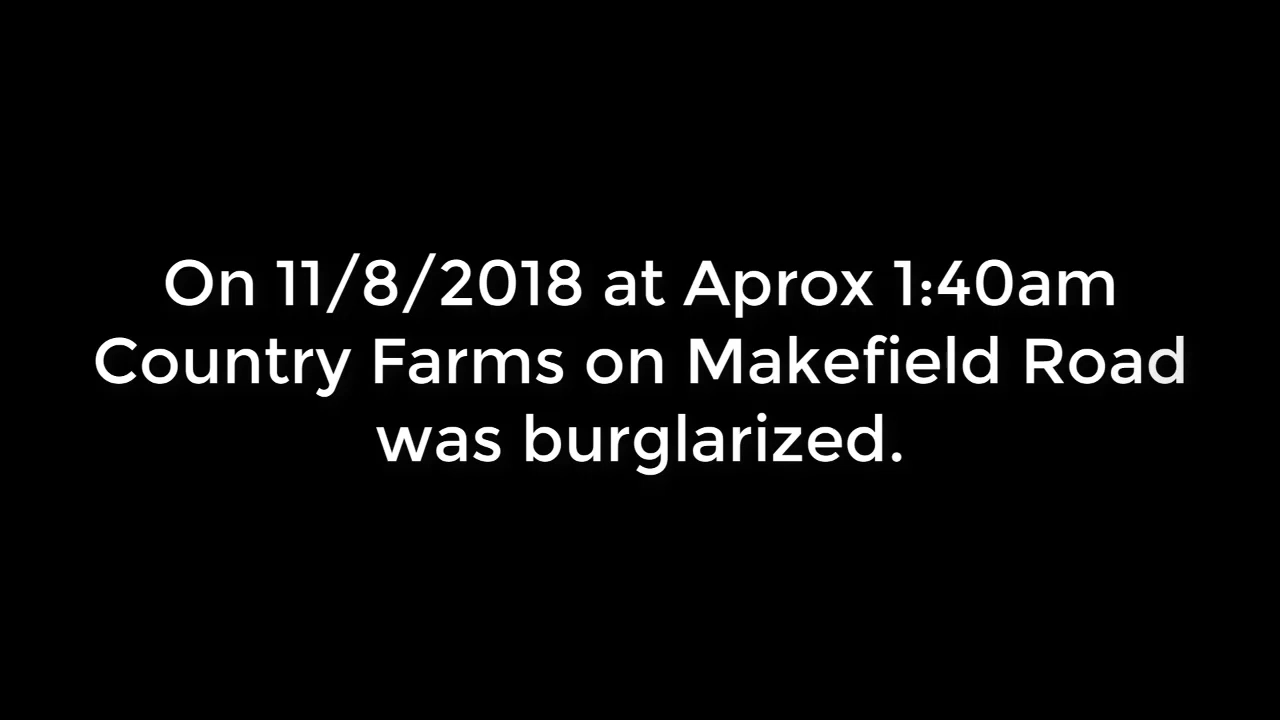 On 11/8/2018 at Aprox 1:40am
Country Farms on Makefield Road
was burglarized.